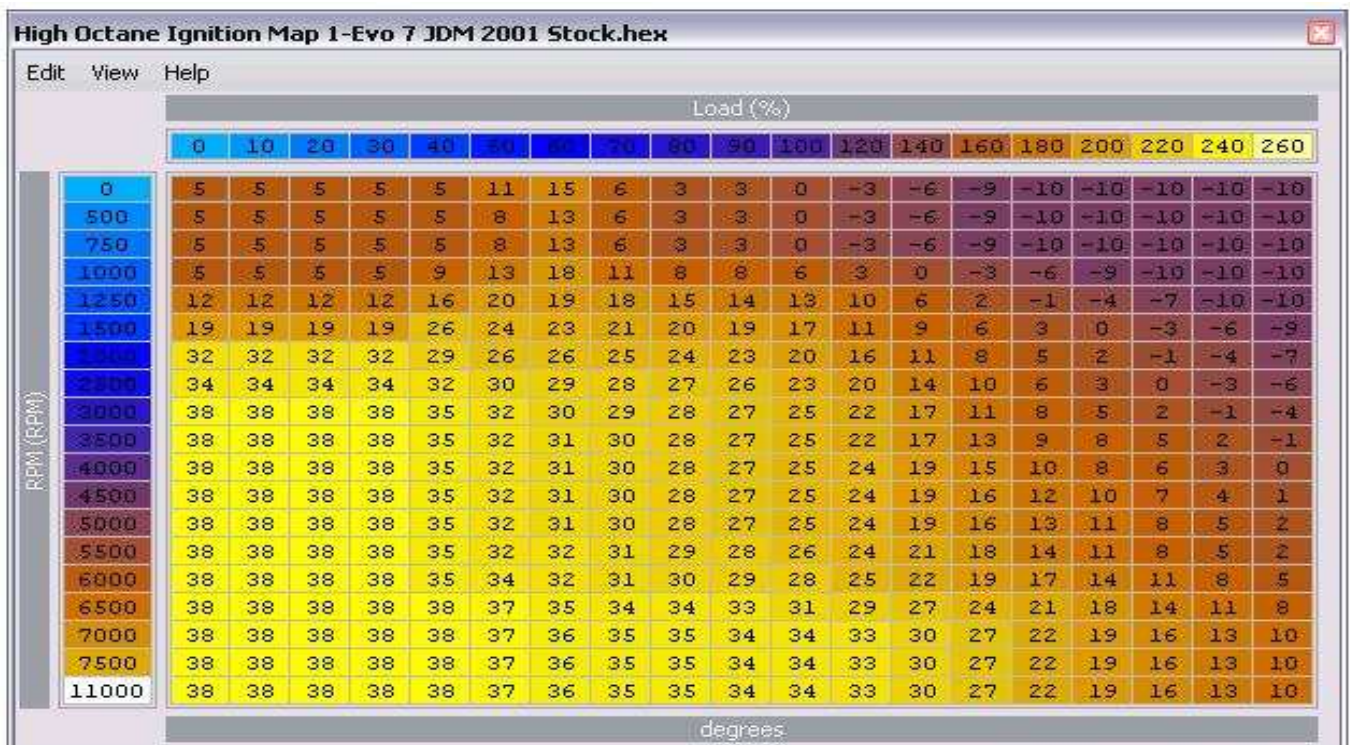 High Octane Ignition Map 1-Evo 7 JDM 2001 Stock.hex
Edit View Help
Load (%)
0 10 20 30 40 50 60 70 80 90 100 120 140 160 180 200 220 240 260
RPM (RPM)
0 5 5 5 5 5 11 15 6 3 3 0 -3 -6 -9 -10 -10 -10 -10 -10
500 5 5 5 5 5 8 13 6 3 3 0 -3 -6 -9 -10 -10 -10 -10 -10
750 5 5 5 5 5 8 13 6 3 3 0 -3 -6 -9 -10 -10 -10 -10 -10
1000 5 5 5 5 9 13 18 11 8 8 6 3 0 -3 -6 -9 -10 -10 -10
1250 12 12 12 12 16 20 19 18 15 14 13 10 6 2 -1 -4 -7 -10 -10
1500 19 19 19 19 26 24 23 21 20 19 17 11 9 6 3 0 -3 -6 -9
2000 32 32 32 32 29 26 26 25 24 23 20 16 11 8 5 2 -1 -4 -7
2500 34 34 34 34 32 30 29 28 27 26 23 20 14 10 6 3 0 -3 -6
3000 38 38 38 38 35 32 30 29 28 27 25 22 17 11 8 5 2 -1 -4
3500 38 38 38 38 35 32 31 30 28 27 25 22 17 13 9 8 5 2 -1
4000 38 38 38 38 35 32 31 30 28 27 25 24 19 15 10 8 6 3 0
4500 38 38 38 38 35 32 31 30 28 27 25 24 19 16 12 10 7 4 1
5000 38 38 38 38 35 32 31 30 28 27 25 24 19 16 13 11 8 5 2
5500 38 38 38 38 35 32 32 31 29 28 26 24 21 18 14 11 8 5 2
6000 38 38 38 38 35 34 32 31 30 29 28 25 22 19 17 14 11 8 5
6500 38 38 38 38 38 37 35 34 34 33 31 29 27 24 21 18 14 11 8
7000 38 38 38 38 38 37 36 35 35 34 34 33 30 27 22 19 16 13 10
7500 38 38 38 38 38 37 36 35 35 34 34 33 30 27 22 19 16 13 10
11000 38 38 38 38 38 37 36 35 35 34 34 33 30 27 22 19 16 13 10
degrees